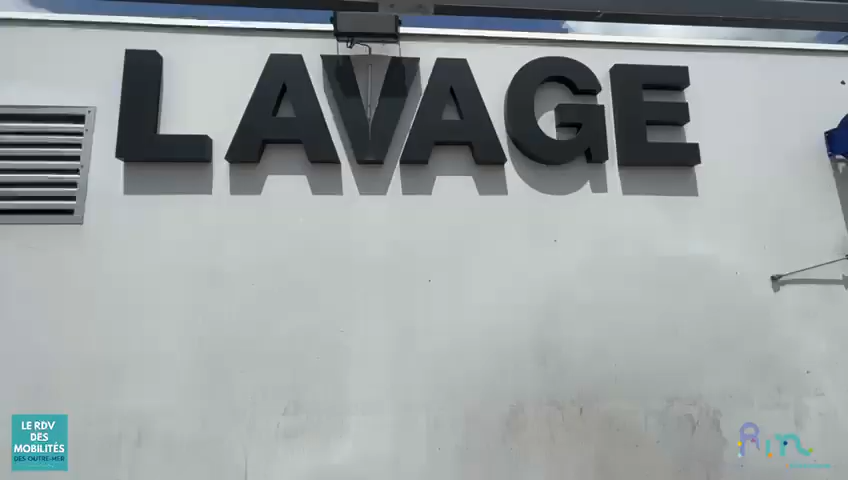 LAVAGE
LE RDV
DES
MOBILITÉS
DES OUTRE-MER